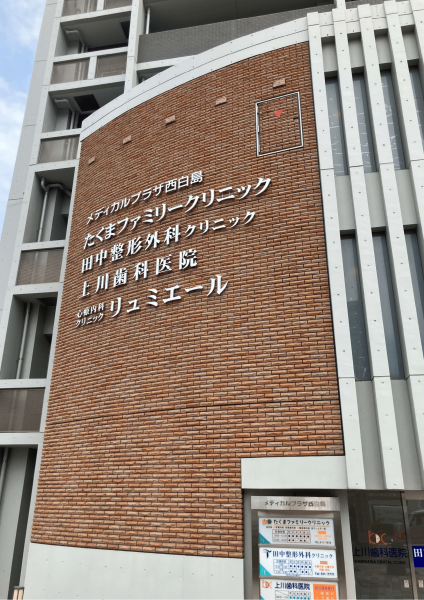 メディカルプラザ西白島
たくまファミリークリニック
田中整形外科クリニック
上川歯科医院
心療内科
クリニック リュミエール
メディカルプラザ西白島
たくまファミリークリニック
田中整形外科クリニック
上川歯科医院
上川歯科医院
田